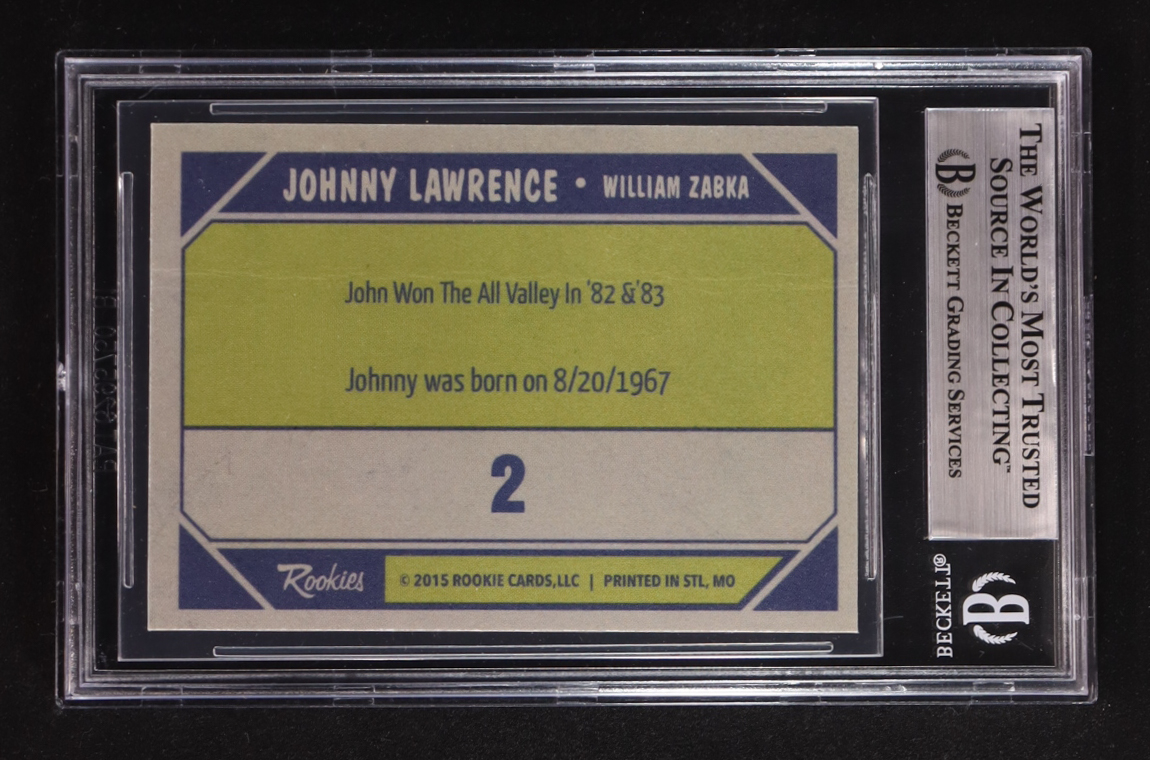 JOHNNY LAWRENCE • WILLIAM ZABKA
John Won The All Valley In '82 &'83
Johnny was born on 8/20/1967
2
Rookies
© 2015 ROOKIE CARDS,LLC | PRINTED IN STL, MO
THE WORLD'S MOST TRUSTED
SOURCE IN COLLECTING™
B BECKETT GRADING SERVICES
B
BECKETT®